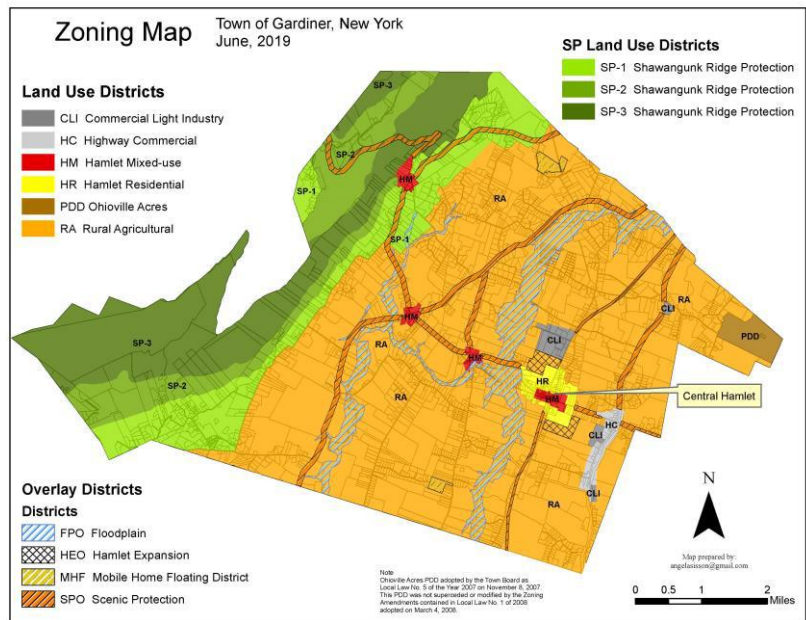 Zoning Map
Town of Gardiner, New York
June, 2019
Land Use Districts
CLI Commercial Light Industry
HC Highway Commercial
HM Hamlet Mixed-use
HR Hamlet Residential
PDD Ohioville Acres
RA Rural Agricultural
SP Land Use Districts
SP-1 Shawangunk Ridge Protection
SP-2 Shawangunk Ridge Protection
SP-3 Shawangunk Ridge Protection
SP-3
SP-2
SP-1
HM
RA
SP-1
RA
CLI
PDD
HM
CLI
SP-3
RA
HM
SP-2
RA
HR
HM
Central Hamlet
HC
CLI
RA
CLI
Overlay Districts
Districts
FPO Floodplain
HEO Hamlet Expansion
MHF Mobile Home Floating District
SPO Scenic Protection
Note
Ohioville Acres PDD adopted by the Town Board as
Local Law No. 5 of the Year 2007 on November 8, 2007.
This PDD was not superceded or modified by the Zoning
Amendments contained in Local Law No. 1 of 2008
adopted on March 4, 2008.
N
Map prepared by:
angelasisson@gmail.com
0 0.5 1 2
Miles